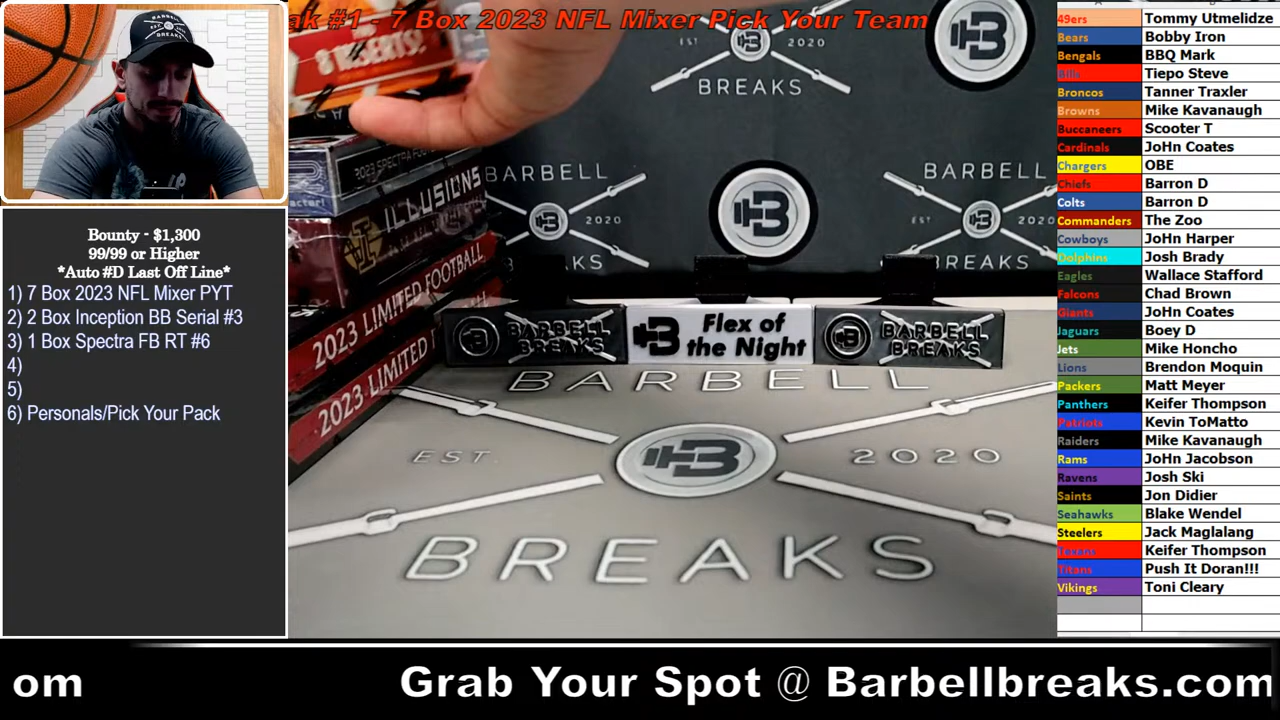 ak #1 - 7 Box 2023 NFL Mixer Pick Your Team
Bounty - $1,300
99/99 or Higher
*Auto #D Last Off Line*
1) 7 Box 2023 NFL Mixer PYT
2) 2 Box Inception BB Serial #3
3) 1 Box Spectra FB RT #6
4)
5)
6) Personals/Pick Your Pack
EST 2020
BREAKS
BARBELL
EST 2020
BREAKS
BARBELL
EST 2020
BREAKS
ILLUSIONS
2023 LIMITED FOOTBALL
2023 LIMITED
BARBELL BREAKS
Flex of
the Night
BARBELL BREAKS
BARBELL
EST. 2020
BREAKS
49ers Tommy Utmelidze
Bears Bobby Iron
Bengals BBQ Mark
Bills Tiepo Steve
Broncos Tanner Traxler
Browns Mike Kavanaugh
Buccaneers Scooter T
Cardinals JoHn Coates
Chargers OBE
Chiefs Barron D
Colts Barron D
Commanders The Zoo
Cowboys JoHn Harper
Dolphins Josh Brady
Eagles Wallace Stafford
Falcons Chad Brown
Giants JoHn Coates
Jaguars Boey D
Jets Mike Honcho
Lions Brendon Moquin
Packers Matt Meyer
Panthers Keifer Thompson
Patriots Kevin ToMatto
Raiders Mike Kavanaugh
Rams JoHn Jacobson
Ravens Josh Ski
Saints Jon Didier
Seahawks Blake Wendel
Steelers Jack Maglalang
Texans Keifer Thompson
Titans Push It Doran!!!
Vikings Toni Cleary
om Grab Your Spot @ Barbellbreaks.com